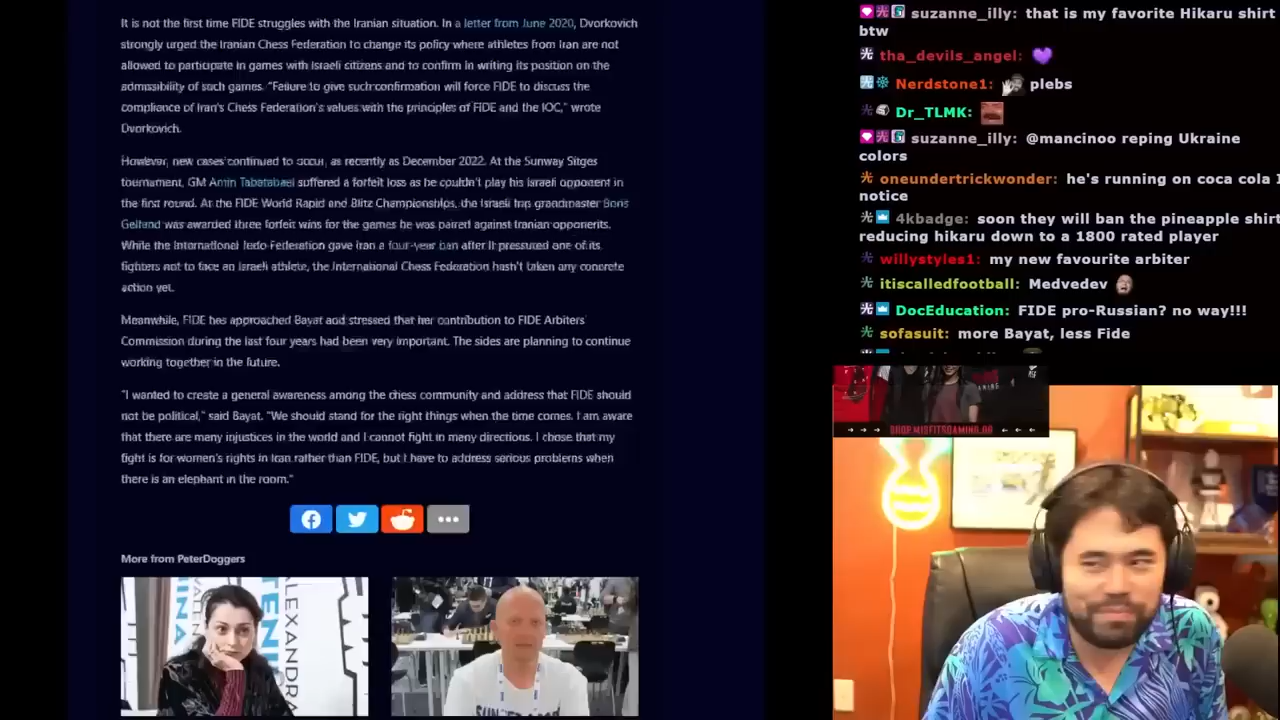 It is not the first time FIDE struggles with the Iranian situation. In a letter from June 2020, Dvorkovich
strongly urged the Iranian Chess Federation to change its policy where athletes from Iran are not
allowed to participate in games with Israeli citizens and to confirm in writing its position on the
admissibility of such games. "Failure to give such confirmation will force FIDE to discuss the
compliance of Iran's Chess Federation's values with the principles of FIDE and the IOC," wrote
Dvorkovich.
However, new cases continued to occur, as recently as December 2022. At the Sunway Sitges
tournament, GM Amin Tabatabaei suffered a forfeit loss as he couldn't play his Israeli opponent in
the first round. At the FIDE World Rapid and Blitz Championships, the Israeli top grandmaster Boris
Gelfand was awarded three forfeit wins for the games he was paired against Iranian opponents.
While the International Judo Federation gave Iran a four-year ban after it pressured one of its
fighters not to face an Israeli athlete, the International Chess Federation hasn't taken any concrete
action yet.
Meanwhile, FIDE has approached Bayat and stressed that her contribution to FIDE Arbiters'
Commission during the last four years had been very important. The sides are planning to continue
working together in the future.
"I wanted to create a general awareness among the chess community and address that FIDE should
not be political," said Bayat. "We should stand for the right things when the time comes. I am aware
that there are many injustices in the world and I cannot fight in many directions. I chose that my
fight is for women's rights in Iran rather than FIDE, but I have to address serious problems when
there is an elephant in the room."
More from PeterDoggers
ALEXANDRA
suzanne_illy: that is my favorite Hikaru shirt
btw
tha_devils_angel:
Nerdstone1: plebs
Dr_TLMK:
suzanne_illy: @mancinoo reping Ukraine
colors
oneundertrickwonder: he's running on coca cola I
notice
4kbadge: soon they will ban the pineapple shirt
reducing hikaru down to a 1800 rated player
willystyles1: my new favourite arbiter
itiscalledfootball: Medvedev
DocEducation: FIDE pro-Russian? no way!!!
sofasuit: more Bayat, less Fide
SHOP.MISFITSGAMING.GG